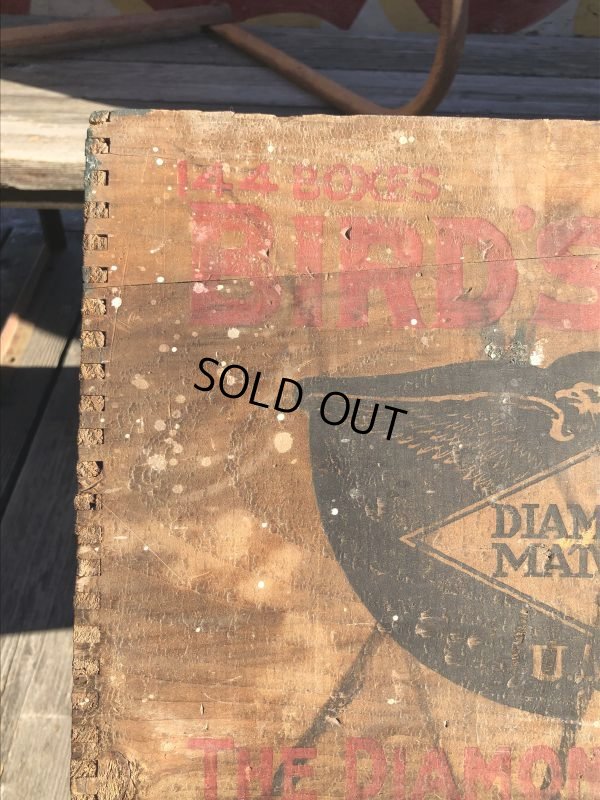 144 BOXES
BIRD'S
SOLD OUT
DIAM
MAT
U.
THE DIAMON